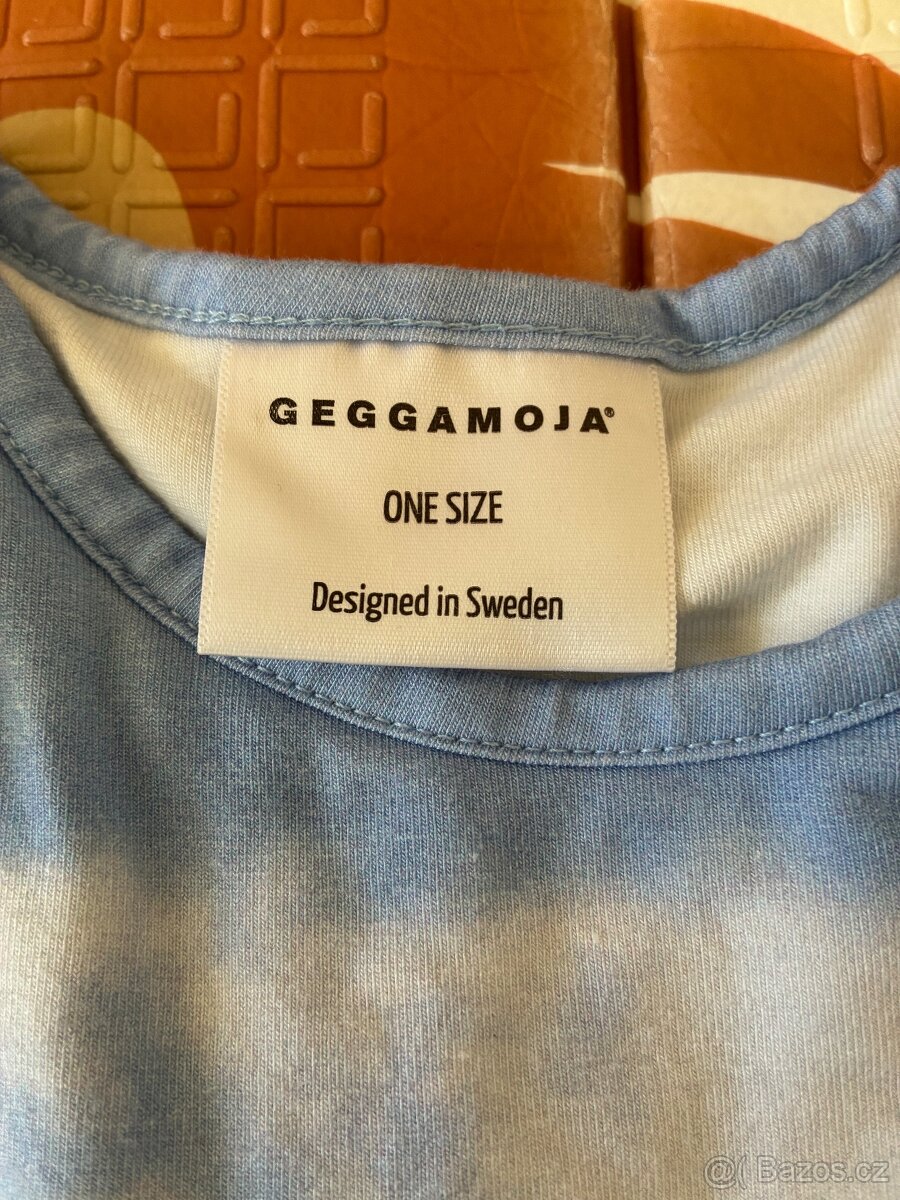 GEGGAMOJA®
ONE SIZE
Designed in Sweden
@( Bazos.cz